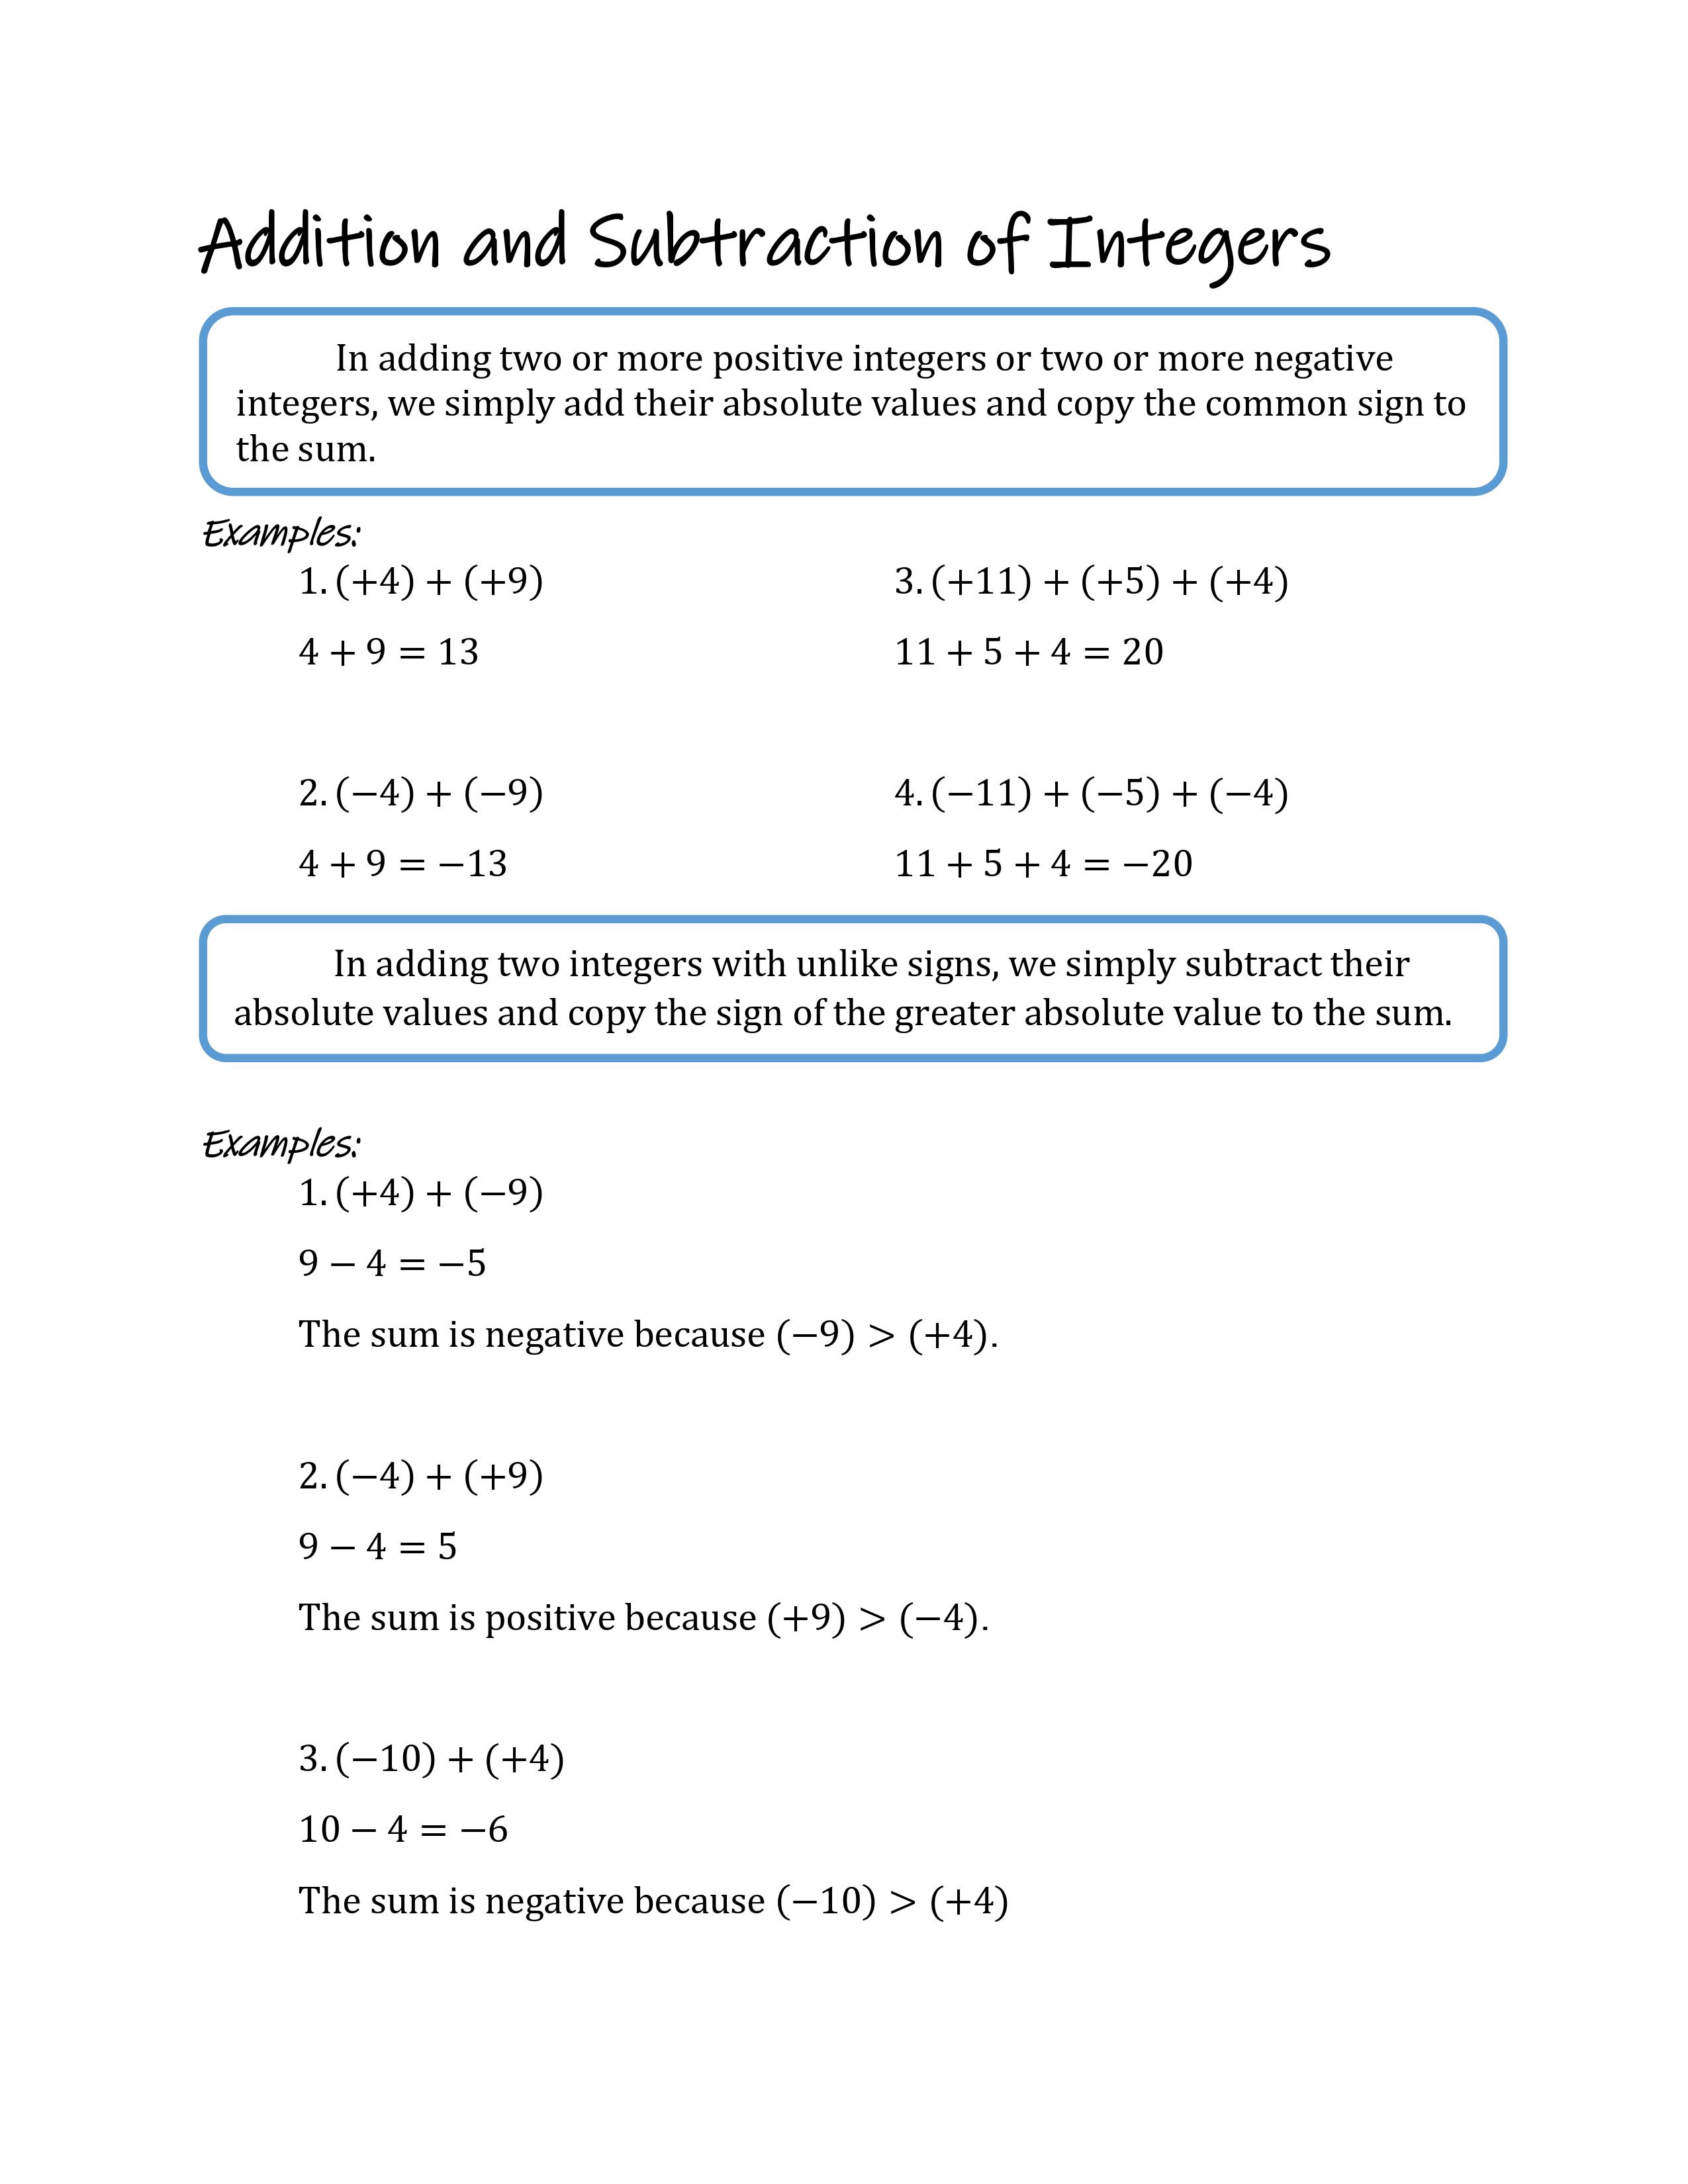 Addition and Subtraction of Integers
In adding two or more positive integers or two or more negative
integers, we simply add their absolute values and copy the common sign to
the sum.
Examples:
1. (+4) + (+9)
4 + 9 = 13
2. (−4) + (−9)
4 + 9 = −13
3. (+11) + (+5) + (+4)
11 + 5 + 4 = 20
4. (−11) + (−5) + (−4)
11 + 5 + 4 = −20
In adding two integers with unlike signs, we simply subtract their
absolute values and copy the sign of the greater absolute value to the sum.
Examples:
1. (+4) + (−9)
9 − 4 = −5
The sum is negative because (−9) > (+4).
2. (−4) + (+9)
9 − 4 = 5
The sum is positive because (+9) > (−4).
3. (−10) + (+4)
10 − 4 = −6
The sum is negative because (−10) > (+4)